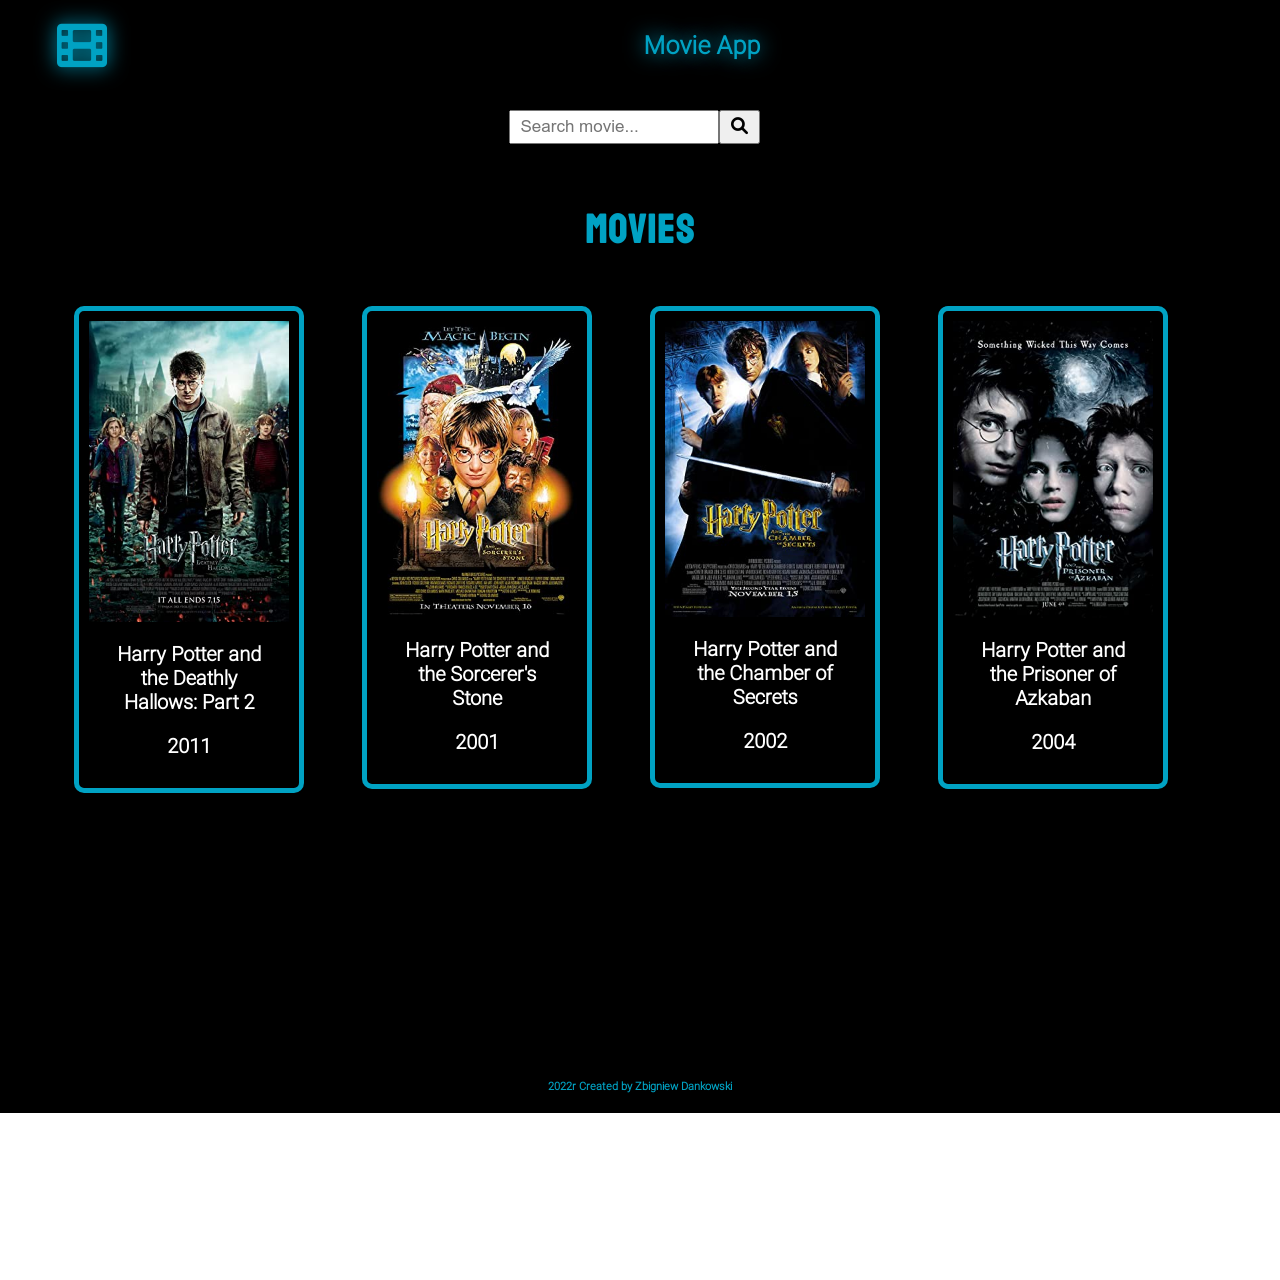 Movie App
Search movie...
MOVIES
IT ALL ENDS 7.15
Harry Potter
Harry Potter and
the Deathly
Hallows: Part 2
2011
LET THE
MAGIC BEGIN
Harry Potter
AND THE
SORCERER'S
STONE
IN THEATERS NOVEMBER 16
Harry Potter and
the Sorcerer's
Stone
2001
Harry Potter
AND THE
CHAMBER
OF SECRETS
NOVEMBER 15
Harry Potter and
the Chamber of
Secrets
2002
Something Wicked This Way Comes
Harry Potter
AND THE
PRISONER OF
AZKABAN
JUNE 4
Harry Potter and
the Prisoner of
Azkaban
2004
2022r Created by Zbigniew Dankowski